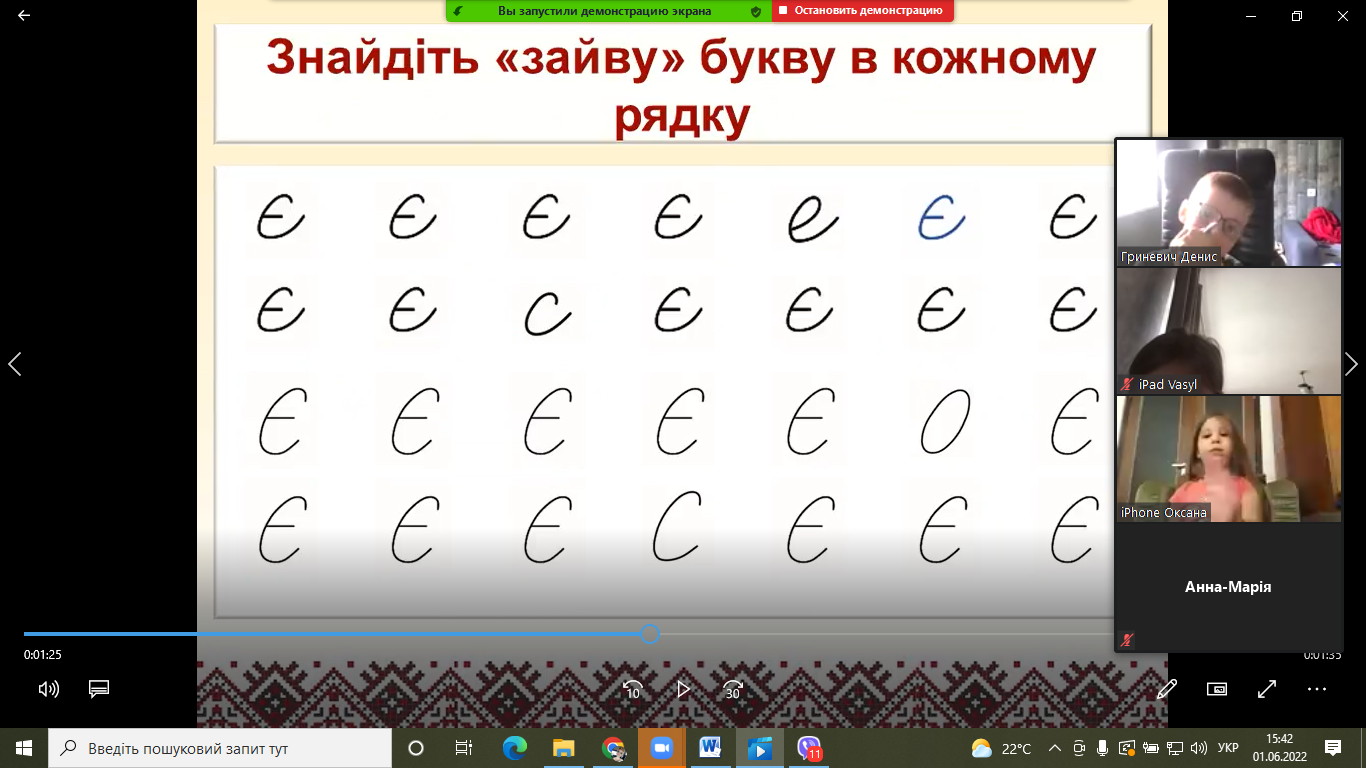 Вы запустили демонстрацию экрана
Остановить демонстрацию
Знайдіть «зайву» букву в кожному
рядку
є є є є е є є
є є с є є є є
Є Є Є Є Є О Є
Є Є Є С Є Є Є
Гриневич Денис
iPad Vasyl
iPhone Оксана
Анна-Марія
0:01:25
0:01:35
10
30
Введіть пошуковий запит тут
11
22°C
УКР
15:42
01.06.2022